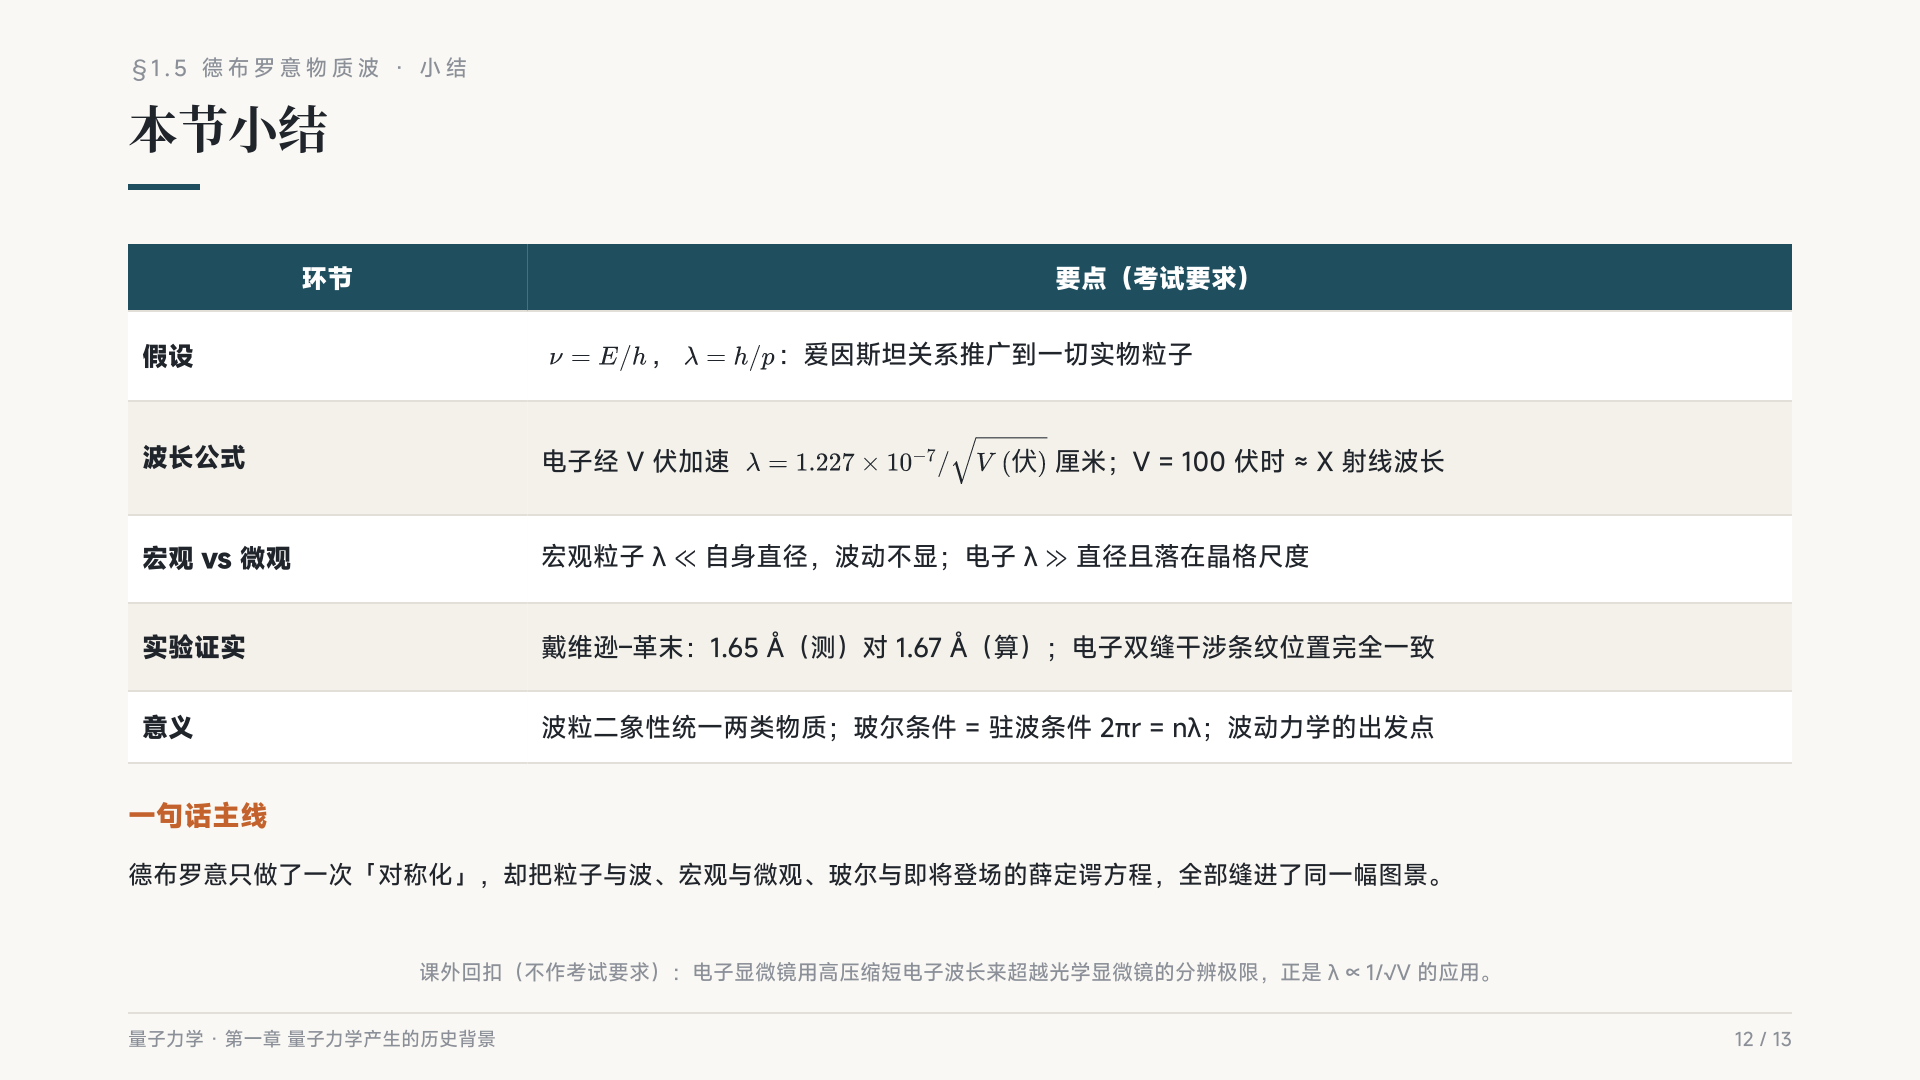 §1.5 德布罗意物质波 · 小结
本节小结
环节 要点（考试要求）
假设 ν = E/h， λ = h/p：爱因斯坦关系推广到一切实物粒子
波长公式 电子经 V 伏加速 λ = 1.227 × 10⁻⁷/√V (伏) 厘米；V = 100 伏时 ≈ X 射线波长
宏观 vs 微观 宏观粒子 λ ≪ 自身直径，波动不显；电子 λ ≫ 直径且落在晶格尺度
实验证实 戴维逊–革末：1.65 Å（测）对 1.67 Å（算）；电子双缝干涉条纹位置完全一致
意义 波粒二象性统一两类物质；玻尔条件 = 驻波条件 2πr = nλ；波动力学的出发点
一句话主线
德布罗意只做了一次「对称化」，却把粒子与波、宏观与微观、玻尔与即将登场的薛定谔方程，全部缝进了同一幅图景。
课外回扣（不作考试要求）：电子显微镜用高压缩短电子波长来超越光学显微镜的分辨极限，正是 λ ∝ 1/√V 的应用。
量子力学 · 第一章 量子力学产生的历史背景
12 / 13